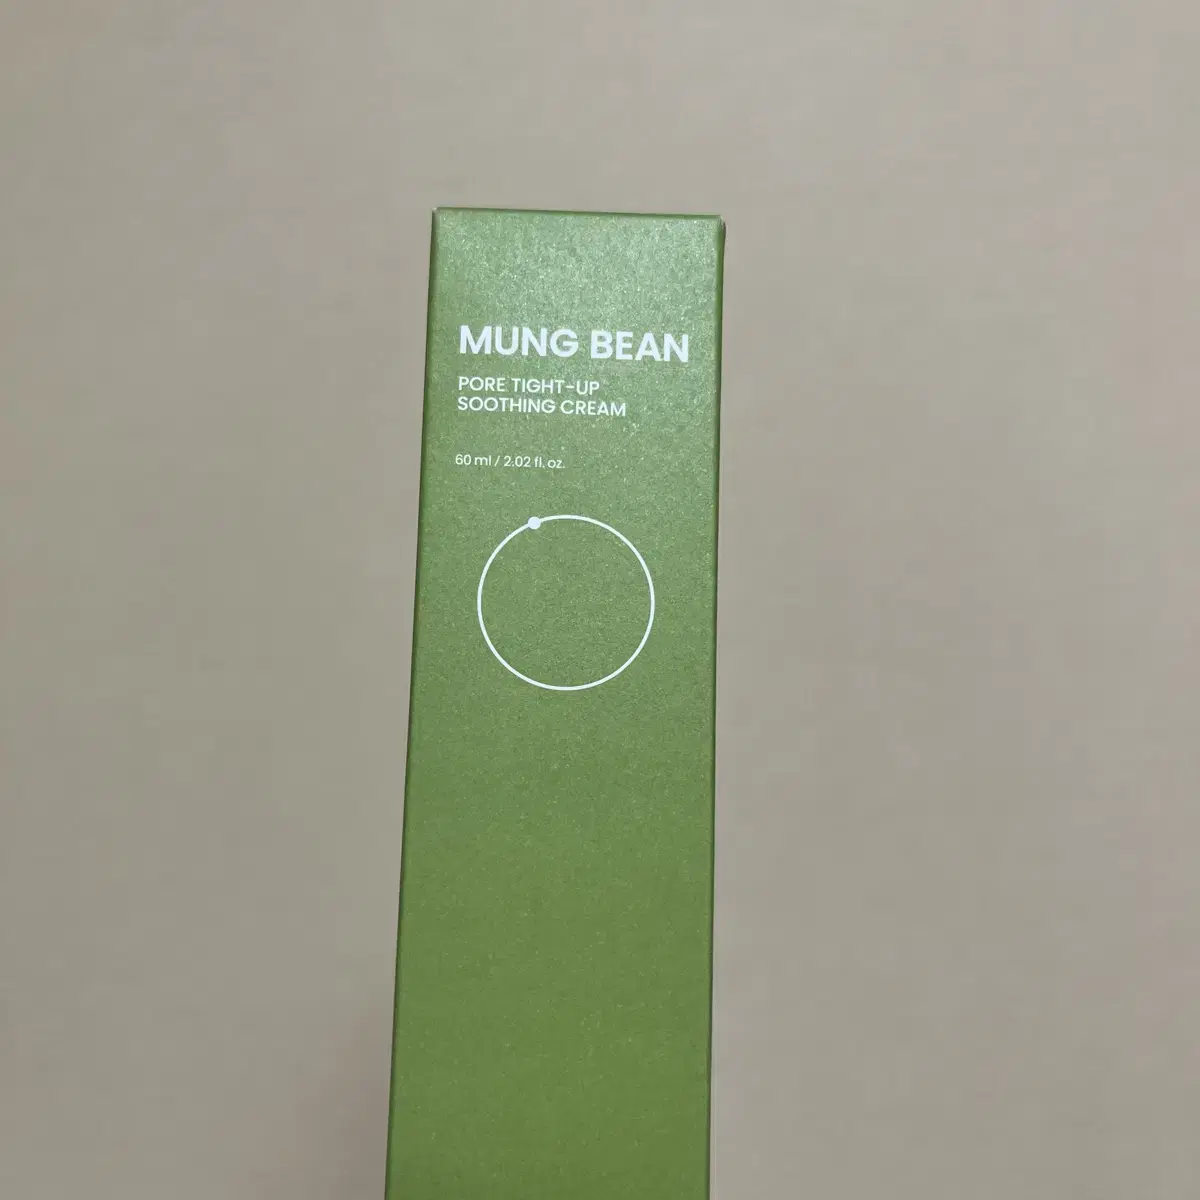 MUNG BEAN
PORE TIGHT-UP
SOOTHING CREAM
60 ml / 2.02 fl. oz.